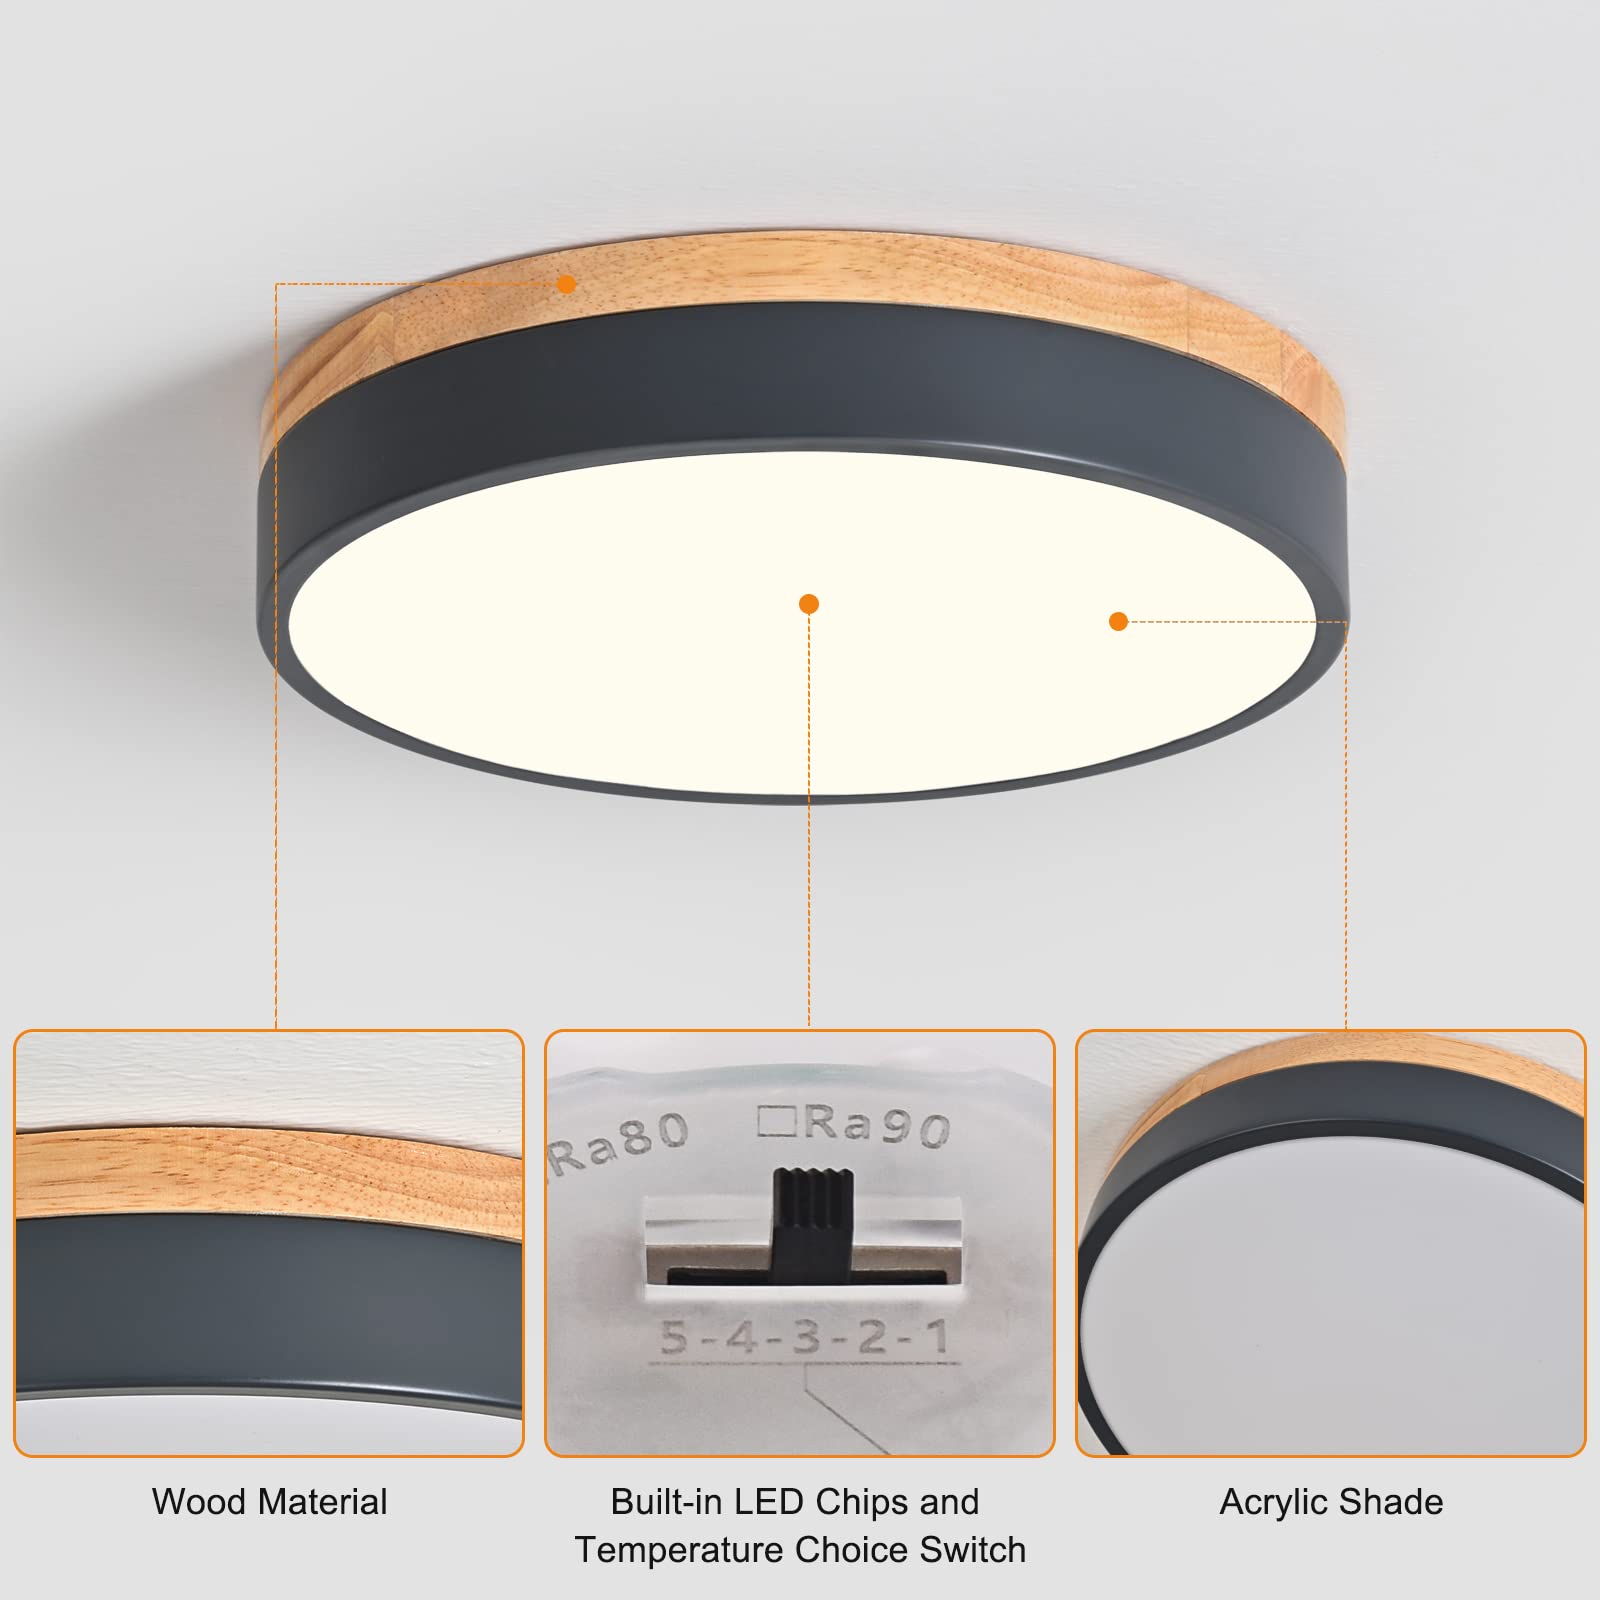 Ra80
□Ra90
5-4-3-2-1
Wood Material
Built-in LED Chips and
Temperature Choice Switch
Acrylic Shade